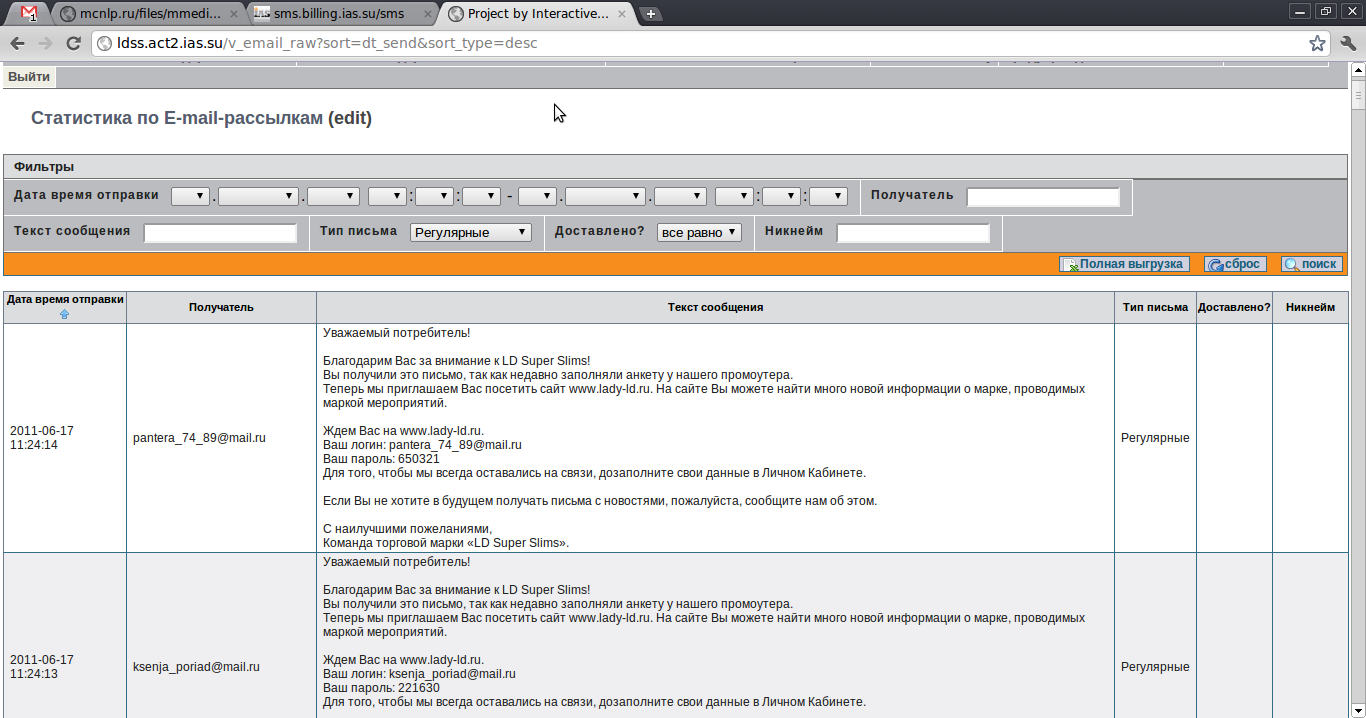 1
mcnlp.ru/files/mmedi...
sms.billing.ias.su/sms
Project by Interactive...
ldss.act2.ias.su/v_email_raw?sort=dt_send&sort_type=desc
Выйти
Статистика по E-mail-рассылкам (edit)
Фильтры
Дата время отправки . . : : - . . : : Получатель
Текст сообщения Тип письма Регулярные Доставлено? все равно Никнейм
Полная выгрузка сброс поиск
Дата время отправки Получатель Текст сообщения Тип письма Доставлено? Никнейм
Уважаемый потребитель!
Благодарим Вас за внимание к LD Super Slims!
Вы получили это письмо, так как недавно заполняли анкету у нашего промоутера.
Теперь мы приглашаем Вас посетить сайт www.lady-ld.ru. На сайте Вы можете найти много новой информации о марке, проводимых
маркой мероприятий.
Ждем Вас на www.lady-ld.ru.
2011-06-17
11:24:14
pantera_74_89@mail.ru
Ваш логин: pantera_74_89@mail.ru
Регулярные
Ваш пароль: 650321
Для того, чтобы мы всегда оставались на связи, дозаполните свои данные в Личном Кабинете.
Если Вы не хотите в будущем получать письма с новостями, пожалуйста, сообщите нам об этом.
С наилучшими пожеланиями,
Команда торговой марки «LD Super Slims».
Уважаемый потребитель!
Благодарим Вас за внимание к LD Super Slims!
Вы получили это письмо, так как недавно заполняли анкету у нашего промоутера.
Теперь мы приглашаем Вас посетить сайт www.lady-ld.ru. На сайте Вы можете найти много новой информации о марке, проводимых
маркой мероприятий.
Ждем Вас на www.lady-ld.ru.
2011-06-17
11:24:13
ksenja_poriad@mail.ru
Ваш логин: ksenja_poriad@mail.ru
Регулярные
Ваш пароль: 221630
Для того, чтобы мы всегда оставались на связи, дозаполните свои данные в Личном Кабинете.